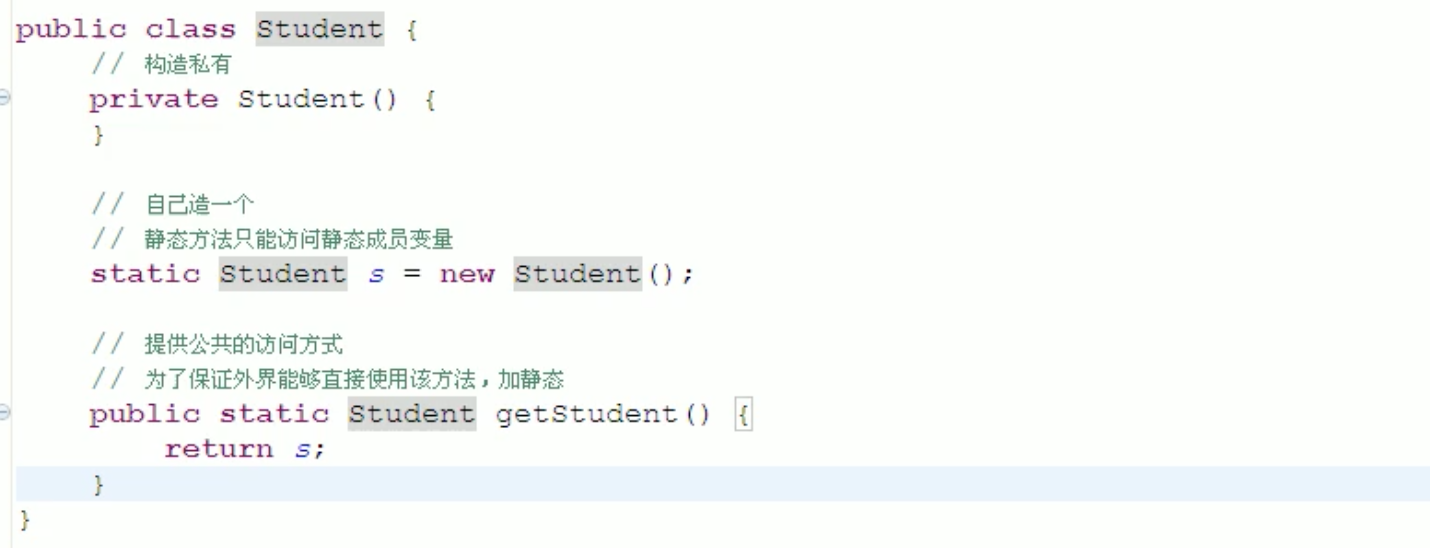 public class Student {
// 构造私有
private Student() {
}
// 自己造一个
// 静态方法只能访问静态成员变量
static Student s = new Student();
// 提供公共的访问方式
// 为了保证外界能够直接使用该方法，加静态
public static Student getStudent() {
return s;
}
}